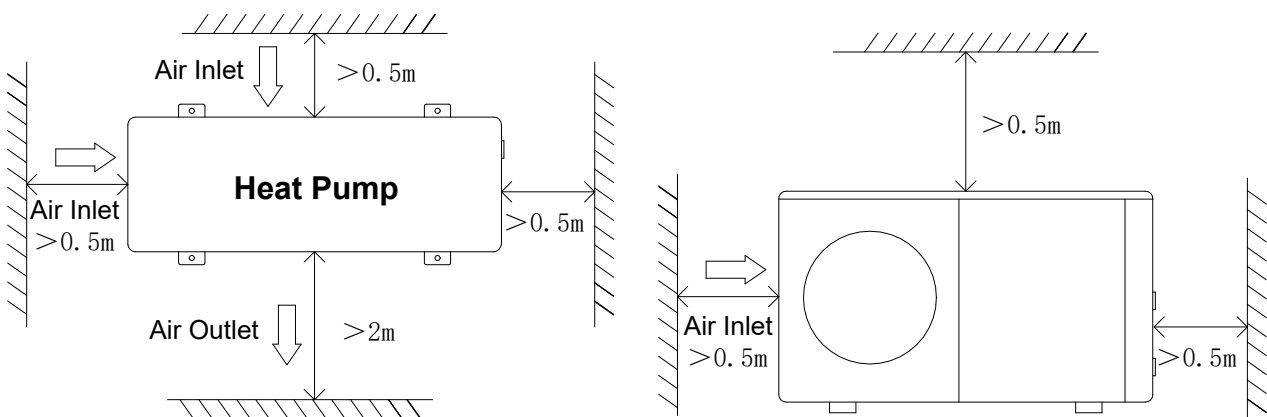 Air Inlet
＞0.5m
Heat Pump
Air Inlet
＞0.5m
＞0.5m
Air Outlet
＞2m
＞0.5m
Air Inlet
＞0.5m
＞0.5m